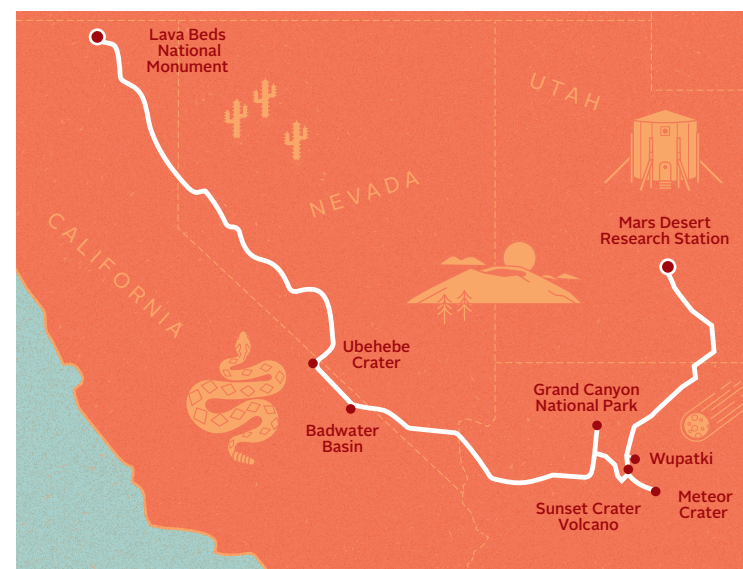 Lava Beds
National
Monument
UTAH
NEVADA
CALIFORNIA
Mars Desert
Research Station
Ubehebe
Crater
Grand Canyon
National Park
Badwater
Basin
Wupatki
Sunset Crater
Volcano
Meteor
Crater